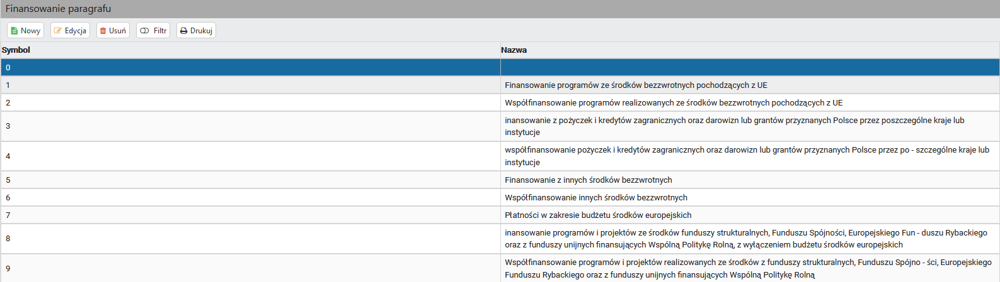 Finansowanie paragrafu
Nowy Edycja Usuń Filtr Drukuj
Symbol Nazwa
0
1 Finansowanie programów ze środków bezzwrotnych pochodzących z UE
2 Współfinansowanie programów realizowanych ze środków bezzwrotnych pochodzących z UE
3 inansowanie z pożyczek i kredytów zagranicznych oraz darowizn lub grantów przyznanych Polsce przez poszczególne kraje lub
instytucje
4 współfinansowanie pożyczek i kredytów zagranicznych oraz darowizn lub grantów przyznanych Polsce przez po - szczególne kraje lub
instytucje
5 Finansowanie z innych środków bezzwrotnych
6 Współfinansowanie innych środków bezzwrotnych
7 Płatności w zakresie budżetu środków europejskich
8 inansowanie programów i projektów ze środków funduszy strukturalnych, Funduszu Spójności, Europejskiego Fun - duszu Rybackiego
oraz z funduszy unijnych finansujących Wspólną Politykę Rolną, z wyłączeniem budżetu środków europejskich
9 Współfinansowanie programów i projektów realizowanych ze środków z funduszy strukturalnych, Funduszu Spójno - ści, Europejskiego
Funduszu Rybackiego oraz z funduszy unijnych finansujących Wspólną Politykę Rolną